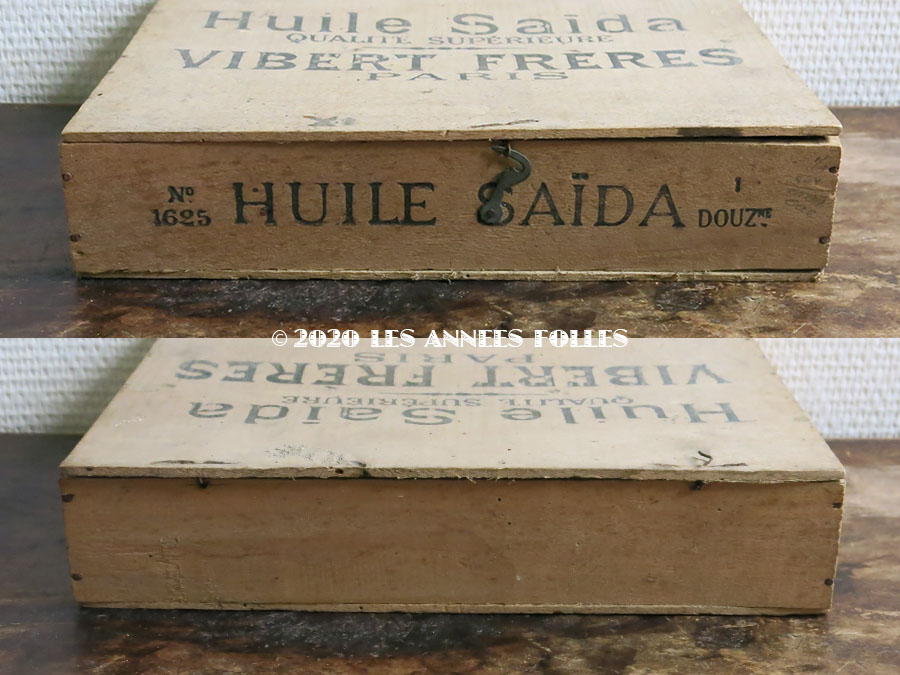 Huile Saïda
QUALITÉ SUPÉRIEURE
VIBERT FRÈRES
PARIS
Nº 1625 HUILE SAÏDA 1 DOUZNE
© 2020 LES ANNEES FOLLES
PARIS
VIBERT FRÈRES
QUALITÉ SUPÉRIEURE
Huile Saïda